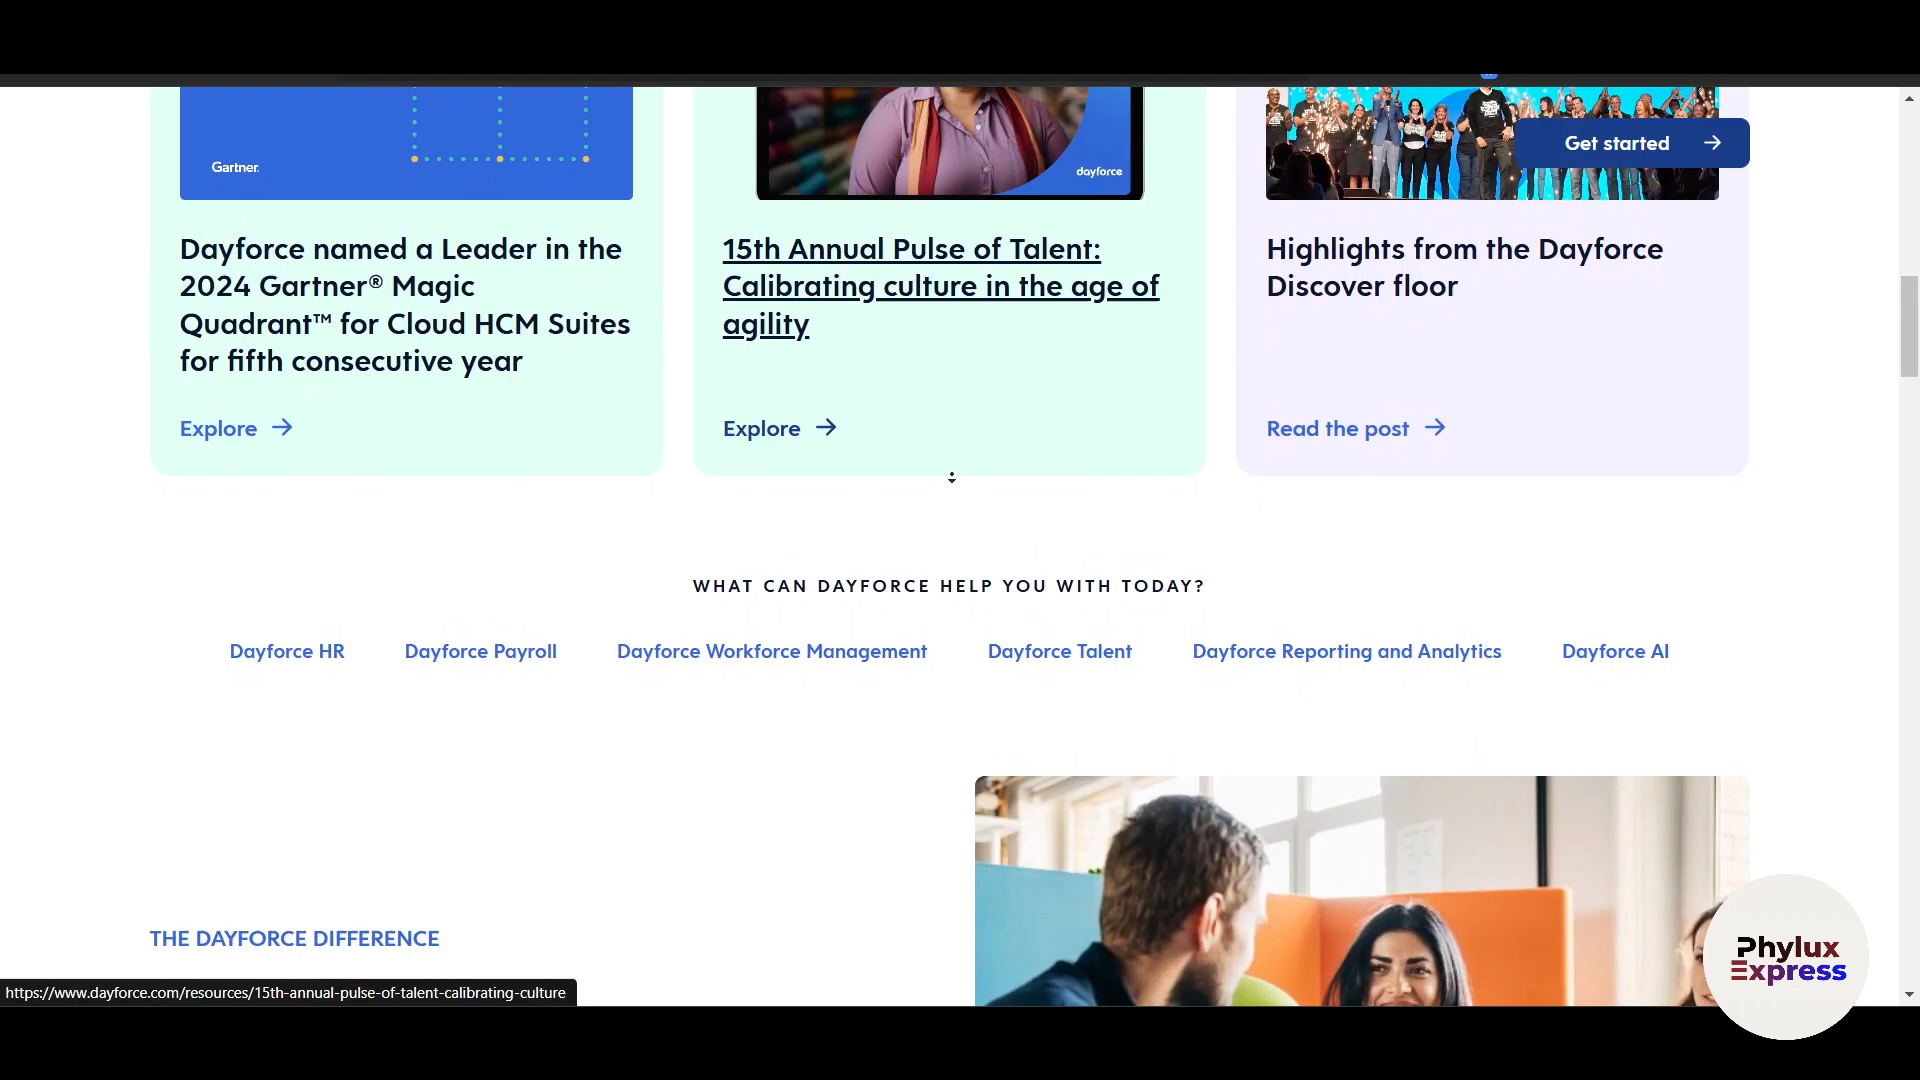 Gartner.
dayforce
Get started
Dayforce named a Leader in the
2024 Gartner® Magic
Quadrant™ for Cloud HCM Suites
for fifth consecutive year
Explore
15th Annual Pulse of Talent:
Calibrating culture in the age of
agility
Explore
Highlights from the Dayforce
Discover floor
Read the post
WHAT CAN DAYFORCE HELP YOU WITH TODAY?
Dayforce HR
Dayforce Payroll
Dayforce Workforce Management
Dayforce Talent
Dayforce Reporting and Analytics
Dayforce AI
THE DAYFORCE DIFFERENCE
https://www.dayforce.com/resources/15th-annual-pulse-of-talent-calibrating-culture
Phylux
Express